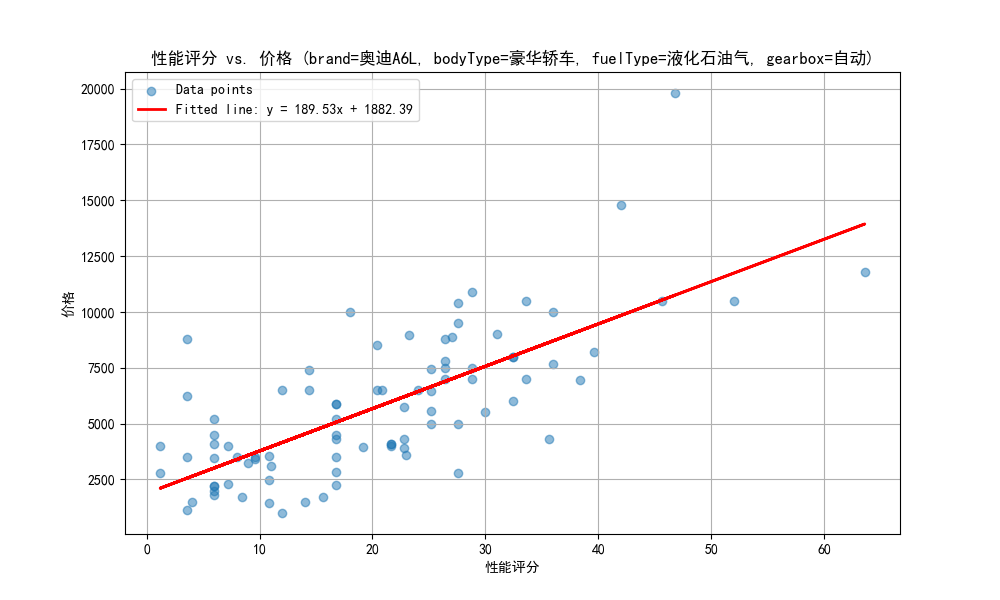 性能评分 vs. 价格 (brand=奥迪A6L, bodyType=豪华轿车, fuelType=液化石油气, gearbox=自动)
Data points
Fitted line: y = 189.53x + 1882.39
价格
20000
17500
15000
12500
10000
7500
5000
2500
0 10 20 30 40 50 60
性能评分